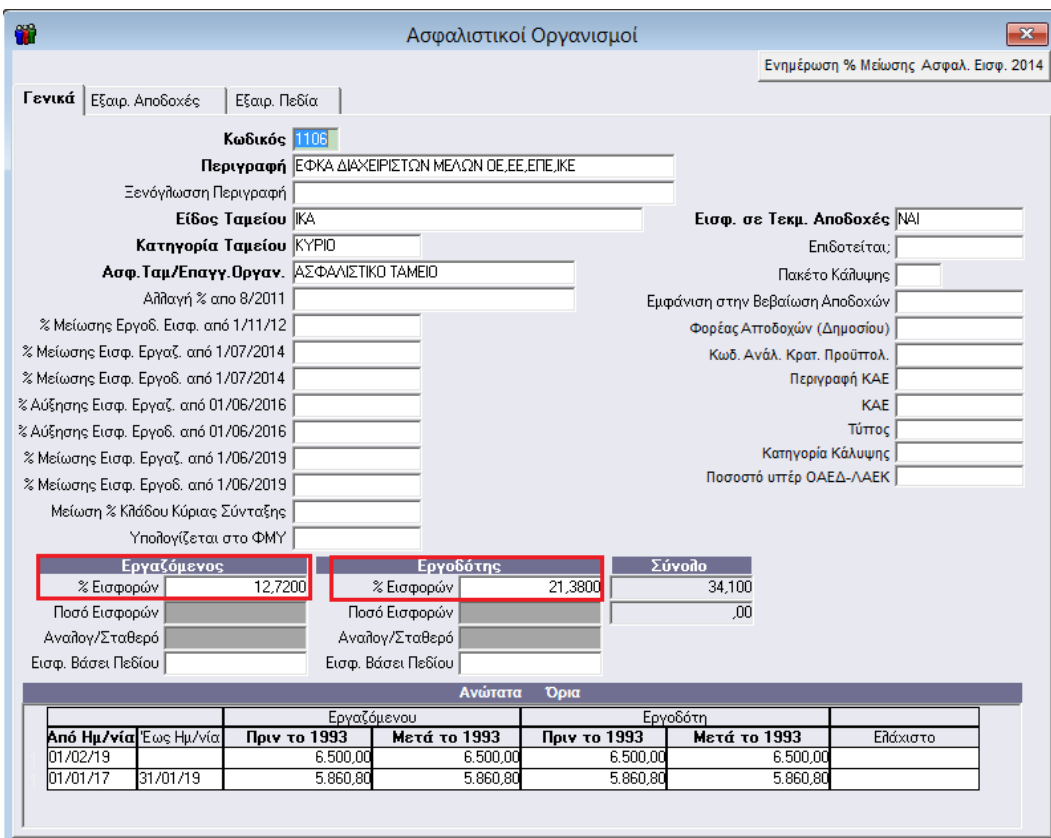 Ασφαλιστικοί Οργανισμοί
Ενημέρωση % Μείωσης Ασφαλ. Εισφ. 2014
Γενικά Εξαιρ. Αποδοχές Εξαιρ. Πεδία
Κωδικός 1106
Περιγραφή ΕΦΚΑ ΔΙΑΧΕΙΡΙΣΤΩΝ ΜΕΛΩΝ ΟΕ,ΕΕ,ΕΠΕ,ΙΚΕ
Ξενόγλωσση Περιγραφή
Είδος Ταμείου ΙΚΑ Εισφ. σε Τεκμ. Αποδοχές ΝΑΙ
Κατηγορία Ταμείου ΚΥΡΙΟ Επιδοτείται;
Ασφ.Ταμ/Επαγγ.Οργαν. ΑΣΦΑΛΙΣΤΙΚΟ ΤΑΜΕΙΟ Πακέτο Κάλυψης
Αλλαγή % απο 8/2011 Εμφάνιση στην Βεβαίωση Αποδοχών
% Μείωσης Εργοδ. Εισφ. από 1/11/12 Φορέας Αποδοχών (Δημοσίου)
% Μείωσης Εισφ. Εργαζ. από 1/07/2014 Κωδ. Ανάλ. Κρατ. Προϋπολ.
% Μείωσης Εισφ. Εργοδ. από 1/07/2014 Περιγραφή ΚΑΕ
% Αύξησης Εισφ. Εργαζ. από 01/06/2016 ΚΑΕ
% Αύξησης Εισφ. Εργοδ. από 01/06/2016 Τύπος
% Μείωσης Εισφ. Εργαζ. από 1/06/2019 Κατηγορία Κάλυψης
% Μείωσης Εισφ. Εργοδ. από 1/06/2019 Ποσοστό υπέρ ΟΑΕΔ-ΛΑΕΚ
Μείωση % Κλάδου Κύριας Σύνταξης
Υπολογίζεται στο ΦΜΥ
Εργαζόμενος Εργοδότης Σύνολο
% Εισφορών 12,7200 % Εισφορών 21,3800 34,100
Ποσό Εισφορών Ποσό Εισφορών ,00
Αναλογ/Σταθερό Αναλογ/Σταθερό
Εισφ. Βάσει Πεδίου Εισφ. Βάσει Πεδίου
Ανώτατα Όρια
Εργαζόμενου Εργοδότη
Από Ημ/νία Έως Ημ/νία Πριν το 1993 Μετά το 1993 Πριν το 1993 Μετά το 1993 Ελάχιστο
01/02/19 6.500,00 6.500,00 6.500,00 6.500,00
01/01/17 31/01/19 5.860,80 5.860,80 5.860,80 5.860,80